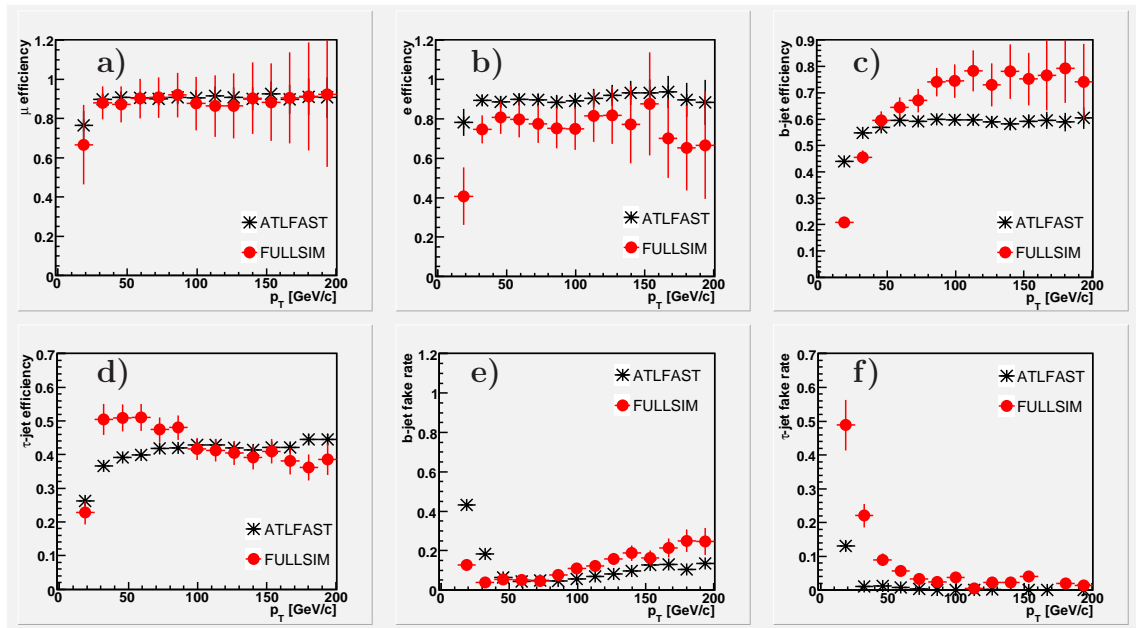 a)
μ efficiency
1.2
1
0.8
0.6
0.4
0.2
0
ATLFAST
FULLSIM
0 50 100 150 200
p_T [GeV/c]
b)
e efficiency
1.2
1
0.8
0.6
0.4
0.2
0
ATLFAST
FULLSIM
0 50 100 150 200
p_T [GeV/c]
c)
b-jet efficiency
0.9
0.8
0.7
0.6
0.5
0.4
0.3
0.2
0.1
0
ATLFAST
FULLSIM
0 50 100 150 200
p_T [GeV/c]
d)
τ-jet efficiency
0.7
0.6
0.5
0.4
0.3
0.2
0.1
0
ATLFAST
FULLSIM
0 50 100 150 200
p_T [GeV/c]
e)
b-jet fake rate
1.2
1
0.8
0.6
0.4
0.2
0
ATLFAST
FULLSIM
0 50 100 150 200
p_T [GeV/c]
f)
τ-jet fake rate
0.7
0.6
0.5
0.4
0.3
0.2
0.1
0
ATLFAST
FULLSIM
0 50 100 150 200
p_T [GeV/c]